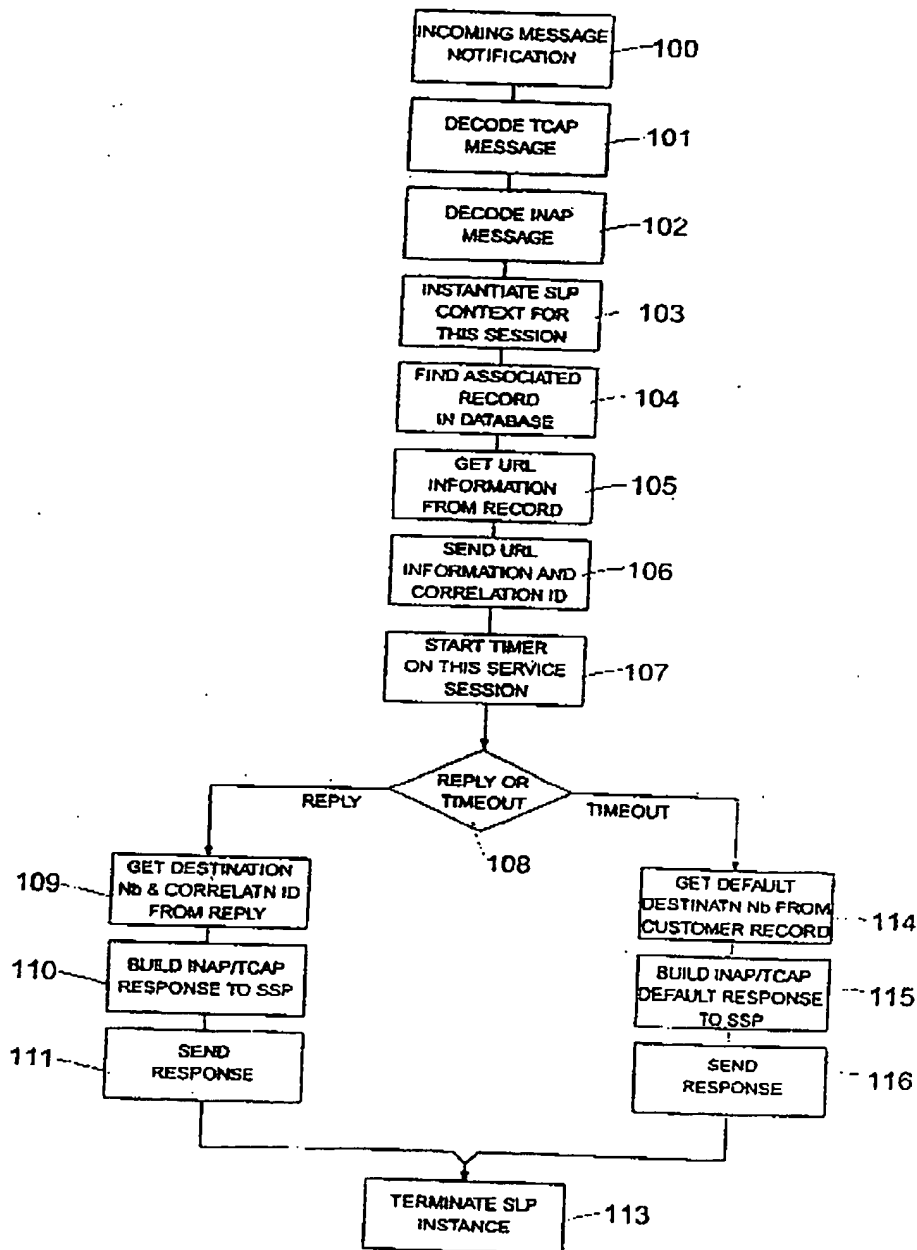 INCOMING MESSAGE
NOTIFICATION
100
DECODE TCAP
MESSAGE
101
DECODE INAP
MESSAGE
102
INSTANTIATE SLP
CONTEXT FOR
THIS SESSION
103
FIND ASSOCIATED
RECORD
IN DATABASE
104
GET URL
INFORMATION
FROM RECORD
105
SEND URL
INFORMATION AND
CORRELATION ID
106
START TIMER
ON THIS SERVICE
SESSION
107
REPLY OR
TIMEOUT
REPLY
TIMEOUT
108
109
GET DESTINATION
Nb & CORRELATN ID
FROM REPLY
110
BUILD INAP/TCAP
RESPONSE TO SSP
111
SEND
RESPONSE
GET DEFAULT
DESTINATN Nb FROM
CUSTOMER RECORD
114
BUILD INAP/TCAP
DEFAULT RESPONSE
TO SSP
115
SEND
RESPONSE
116
TERMINATE SLP
INSTANCE
113